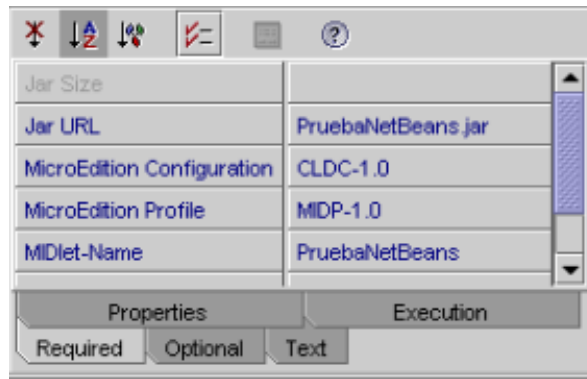 Jar Size
Jar URL PruebaNetBeans.jar
MicroEdition Configuration CLDC-1.0
MicroEdition Profile MIDP-1.0
MIDlet-Name PruebaNetBeans
Properties Execution
Required Optional Text